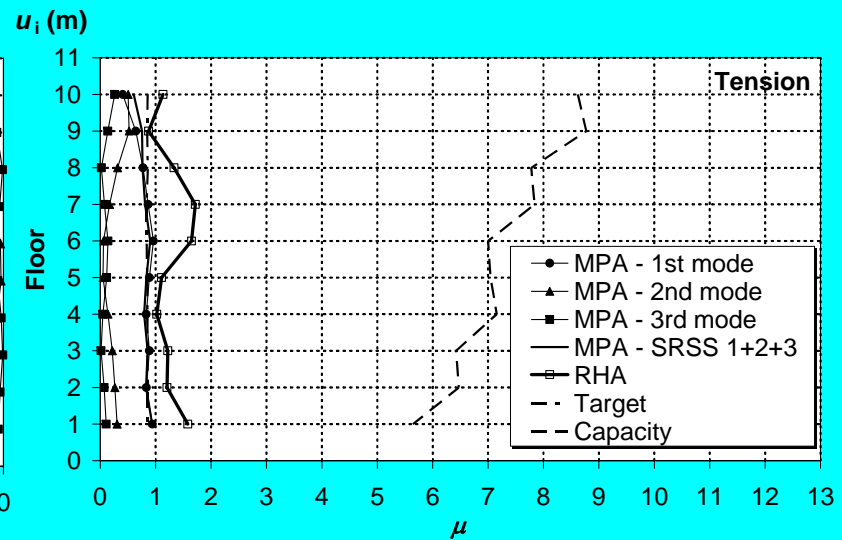 u i (m)
11
10
9
8
7
6
5
4
3
2
1
0
Floor
Tension
MPA - 1st mode
MPA - 2nd mode
MPA - 3rd mode
MPA - SRSS 1+2+3
RHA
Target
Capacity
0 0 1 2 3 4 5 6 7 8 9 10 11 12 13
μ